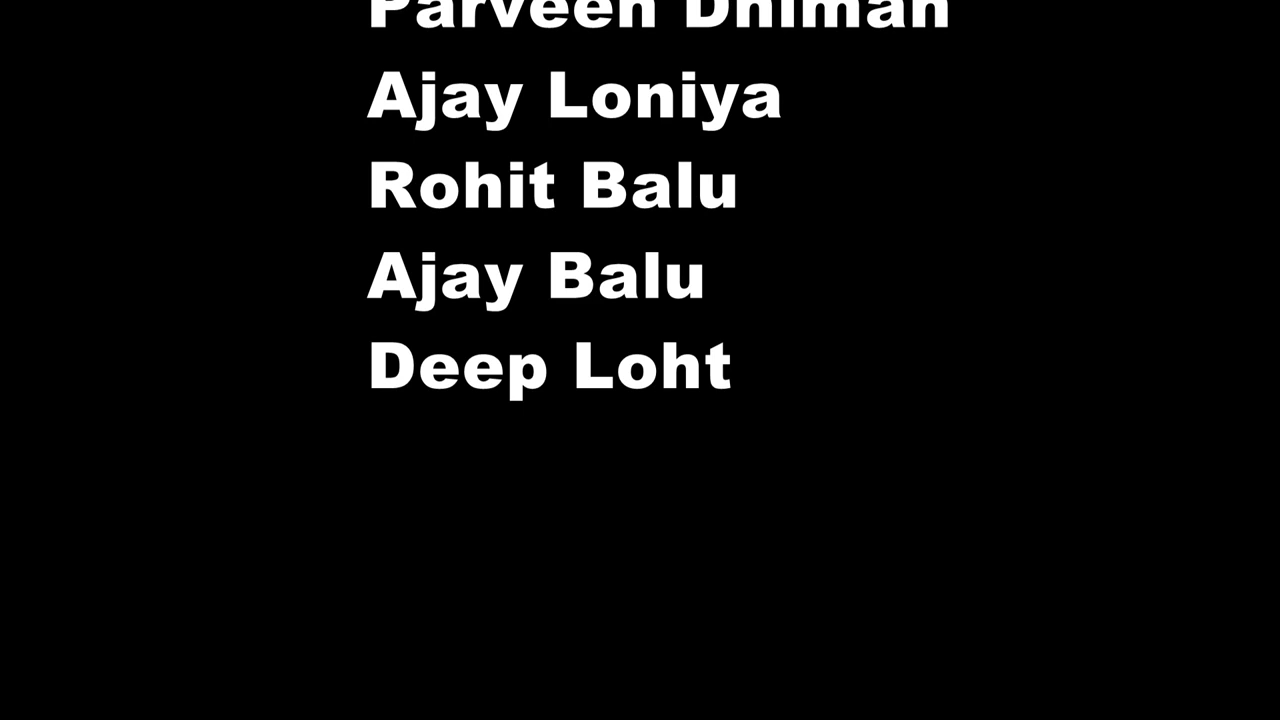 Parveen Dhiman
Ajay Loniya
Rohit Balu
Ajay Balu
Deep Loht